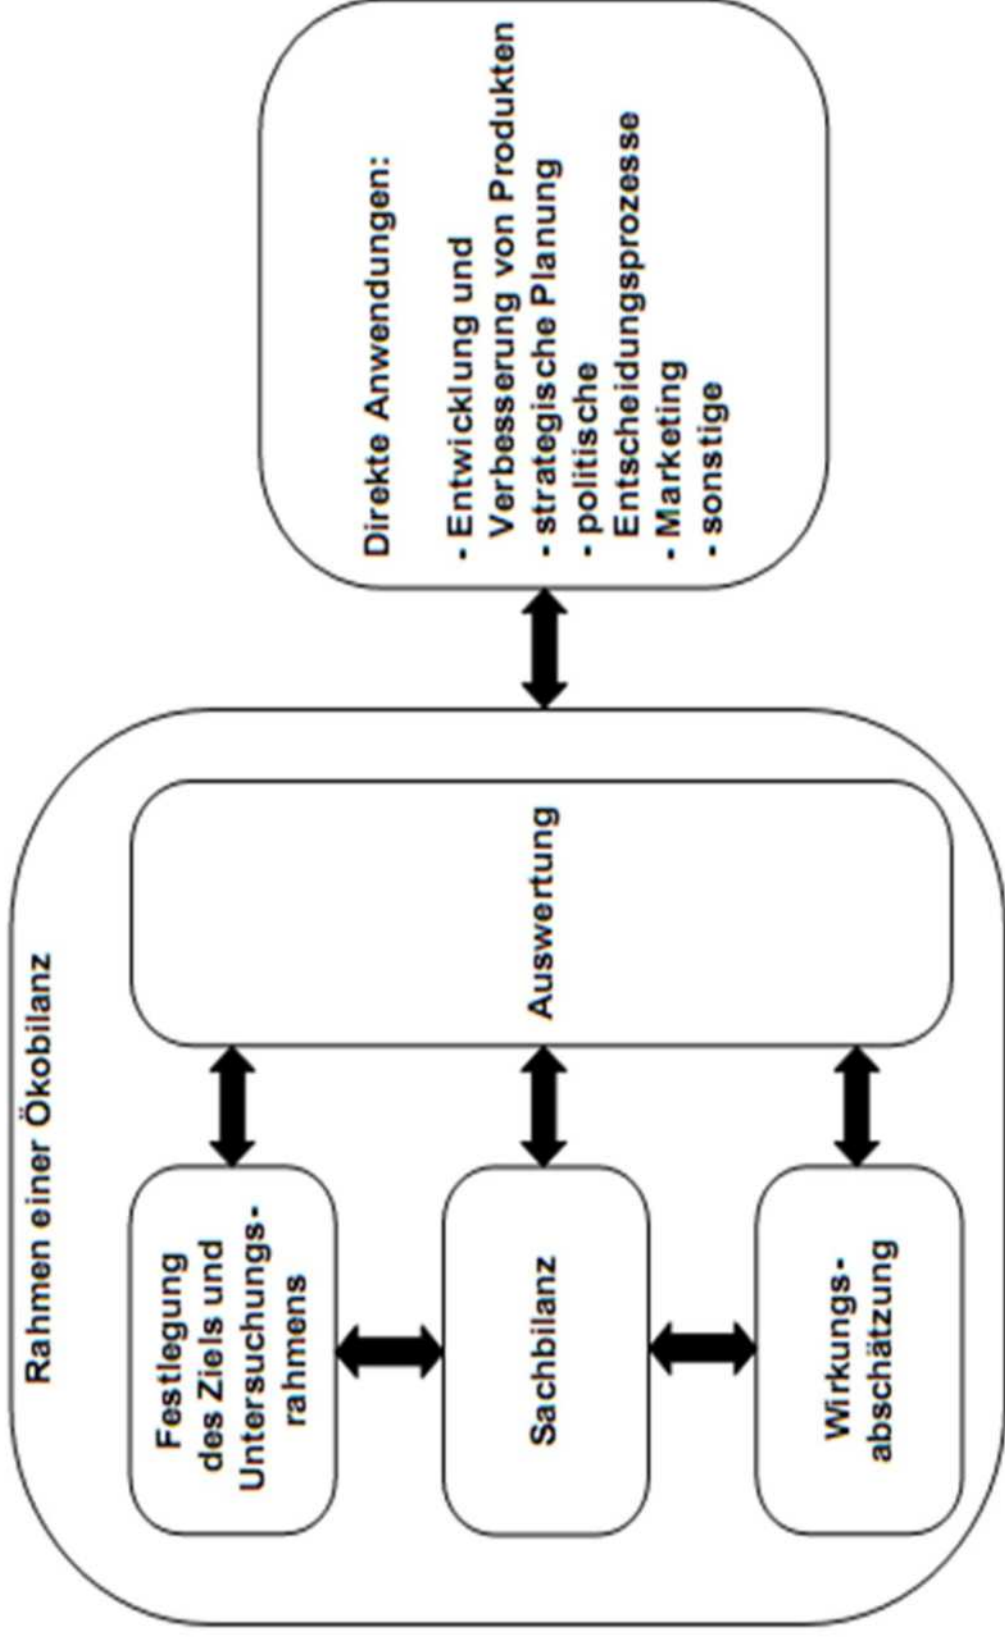 Rahmen einer Ökobilanz
Festlegung
des Ziels und
Untersuchungs-
rahmens
Sachbilanz
Wirkungs-
abschätzung
Auswertung
Direkte Anwendungen:
- Entwicklung und
Verbesserung von Produkten
- strategische Planung
- politische
Entscheidungsprozesse
- Marketing
- sonstige